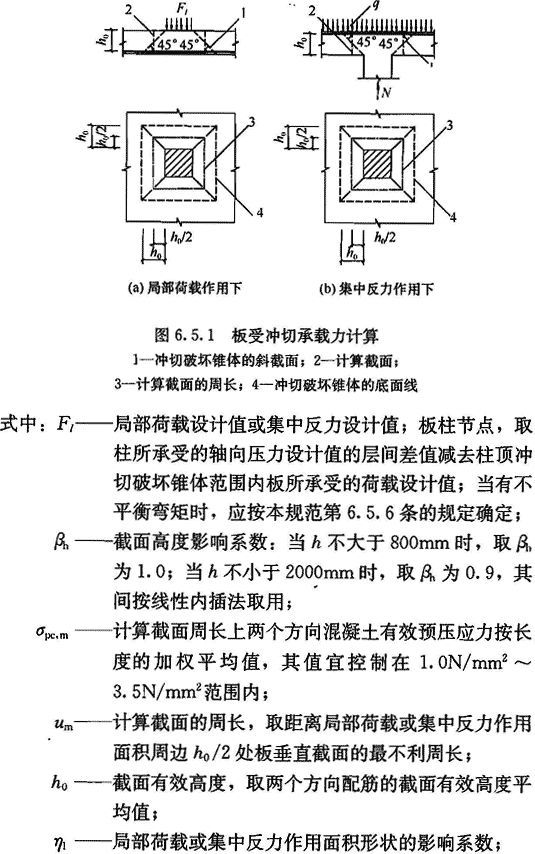 2 F_l 1
h_0
45° 45°
2 q
h_0
45° 45° 1
N
h_0
h_0/2
3
4
h_0/2
h_0
h_0
h_0/2
3
4
h_0/2
h_0
(a) 局部荷载作用下 (b) 集中反力作用下
图 6.5.1 板受冲切承载力计算
1—冲切破坏锥体的斜截面；2—计算截面；
3—计算截面的周长；4—冲切破坏锥体的底面线
式中：F_l——局部荷载设计值或集中反力设计值；板柱节点，取
柱所承受的轴向压力设计值的层间差值减去柱顶冲
切破坏锥体范围内板所承受的荷载设计值；当有不
平衡弯矩时，应按本规范第 6.5.6 条的规定确定；
β_h——截面高度影响系数：当 h 不大于 800mm 时，取 β_h
为 1.0；当 h 不小于 2000mm 时，取 β_h 为 0.9，其
间按线性内插法取用；
σ_pc,m——计算截面周长上两个方向混凝土有效预压应力按长
度的加权平均值，其值宜控制在 1.0N/mm²～
3.5N/mm²范围内；
u_m——计算截面的周长，取距离局部荷载或集中反力作用
面积周边 h_0/2 处板垂直截面的最不利周长；
h_0——截面有效高度，取两个方向配筋的截面有效高度平
均值；
η_1——局部荷载或集中反力作用面积形状的影响系数；